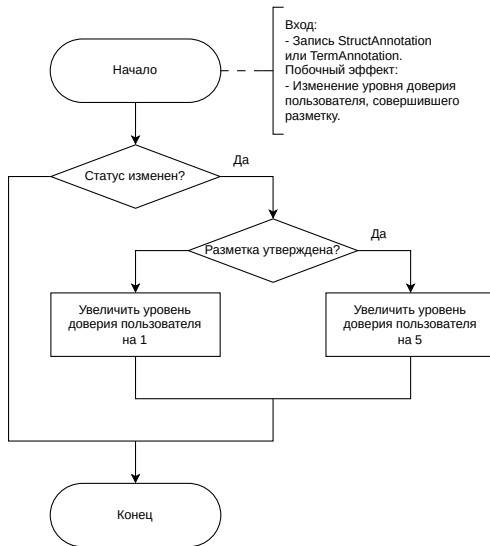 Вход:
- Запись StructAnnotation
или TermAnnotation.
Побочный эффект:
- Изменение уровня доверия
пользователя, совершившего
разметку.
Начало
Статус изменен?
Да
Разметка утверждена?
Да
Увеличить уровень
доверия пользователя
на 1
Увеличить уровень
доверия пользователя
на 5
Конец